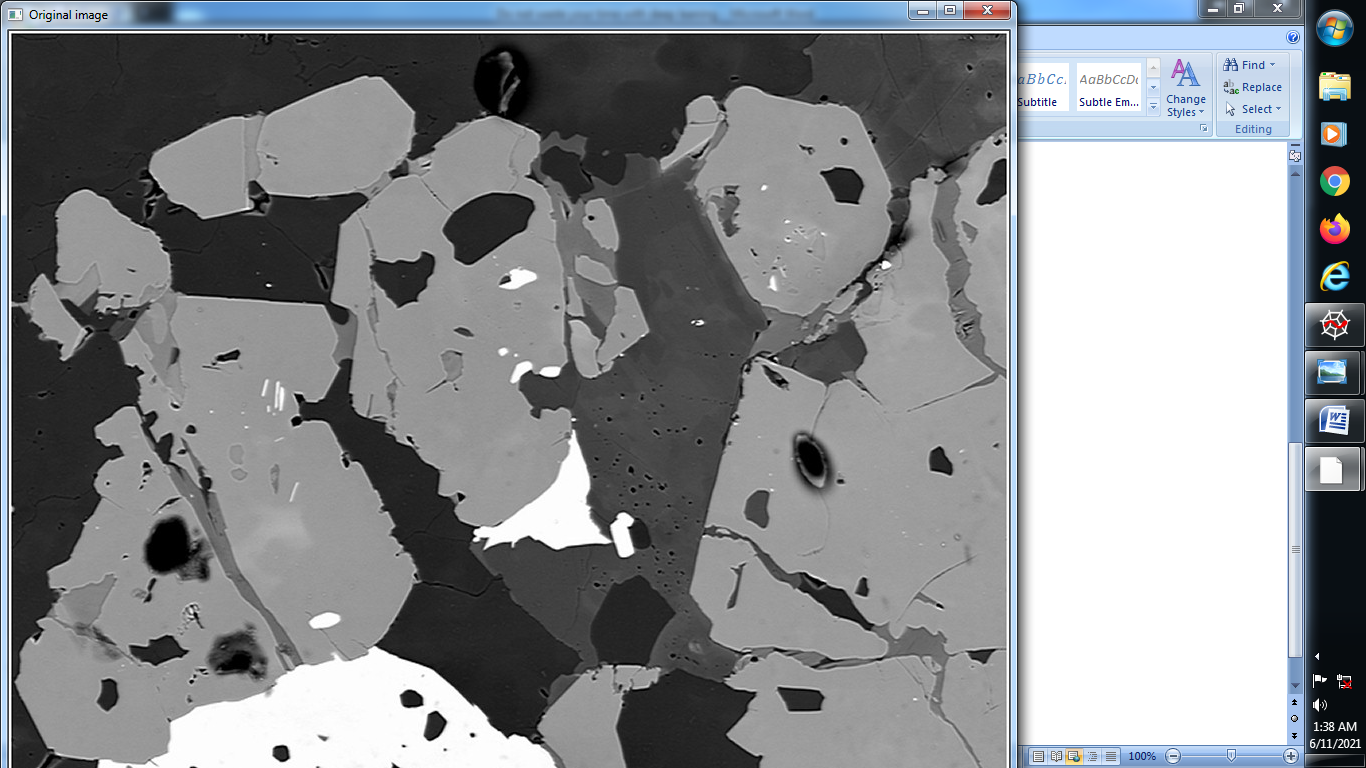 Original image
AaBbCc
AaBbCcDc
Subtitle
Subtle Em...
Change
Styles
Find
Replace
Select
Editing
100%
1:38 AM
6/11/2021